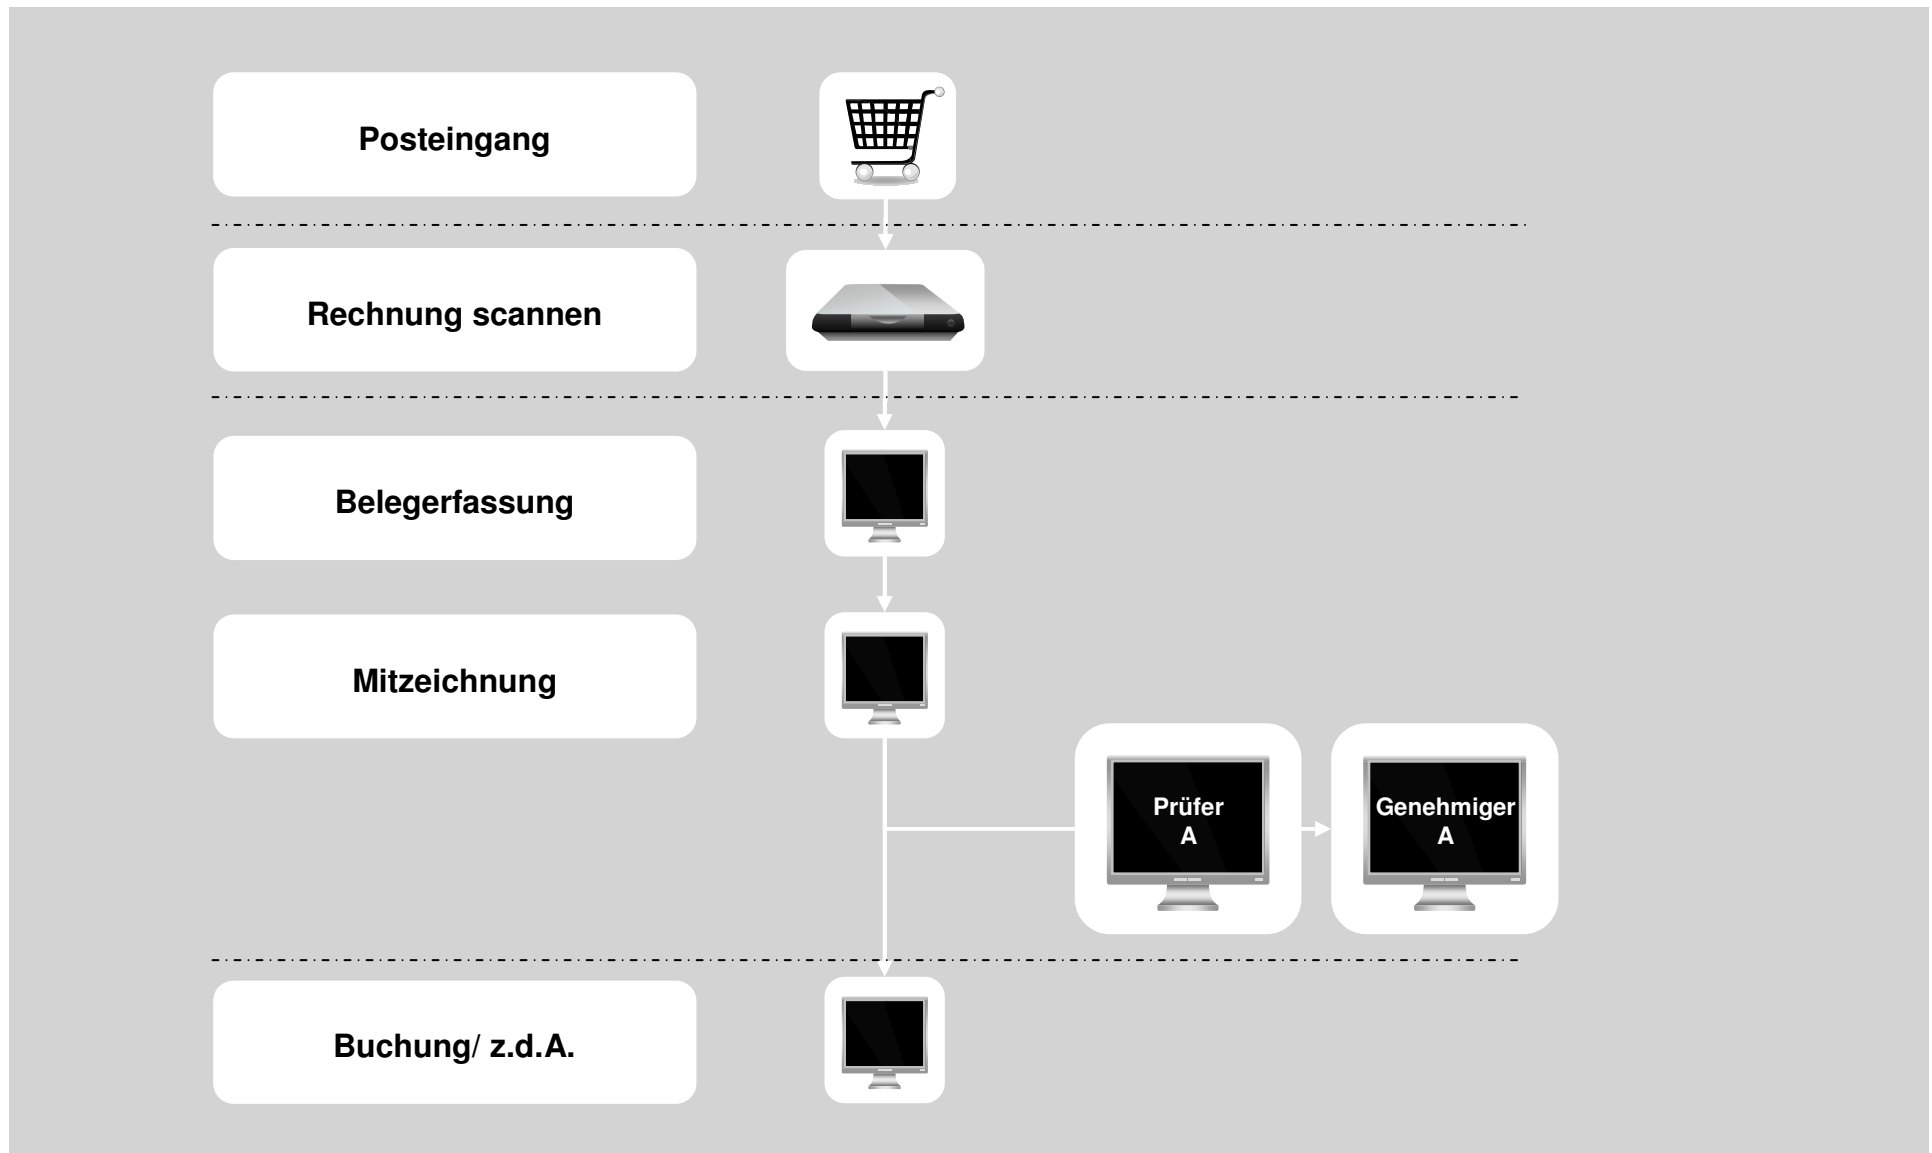 Posteingang
Rechnung scannen
Belegerfassung
Mitzeichnung
Prüfer
A
Genehmiger
A
Buchung/ z.d.A.